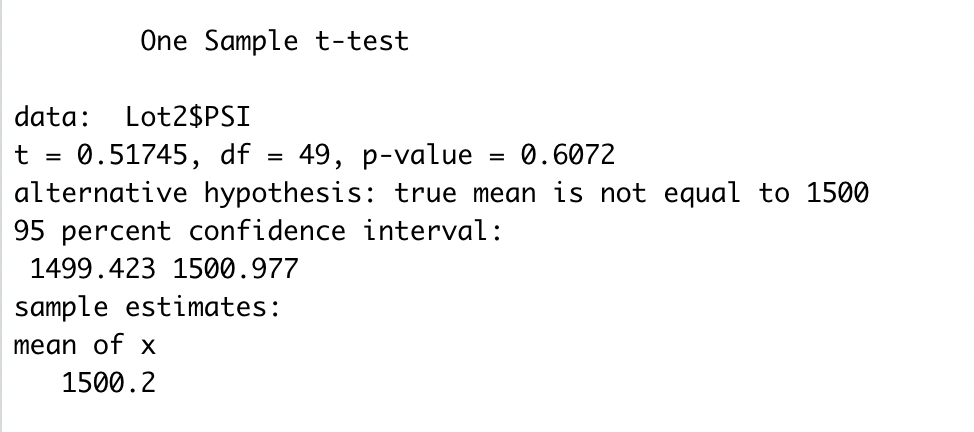 One Sample t-test
data:  Lot2$PSI
t = 0.51745, df = 49, p-value = 0.6072
alternative hypothesis: true mean is not equal to 1500
95 percent confidence interval:
1499.423 1500.977
sample estimates:
mean of x
1500.2